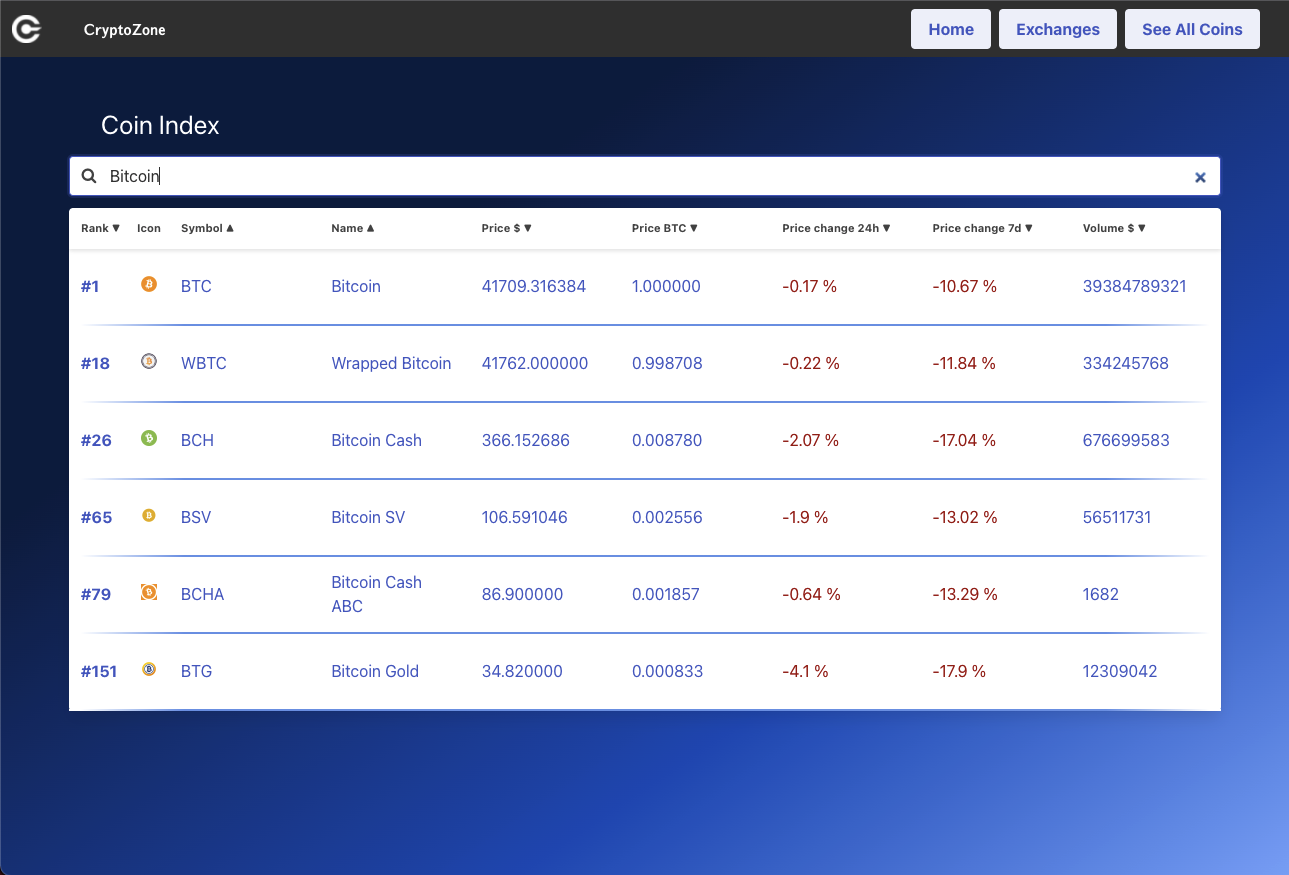 CryptoZone Home Exchanges See All Coins
Coin Index
Bitcoin
Rank ▼ Icon Symbol ▲ Name ▲ Price $ ▼ Price BTC ▼ Price change 24h ▼ Price change 7d ▼ Volume $ ▼
#1 BTC Bitcoin 41709.316384 1.000000 -0.17 % -10.67 % 39384789321
#18 WBTC Wrapped Bitcoin 41762.000000 0.998708 -0.22 % -11.84 % 334245768
#26 BCH Bitcoin Cash 366.152686 0.008780 -2.07 % -17.04 % 676699583
#65 BSV Bitcoin SV 106.591046 0.002556 -1.9 % -13.02 % 56511731
#79 BCHA Bitcoin Cash ABC 86.900000 0.001857 -0.64 % -13.29 % 1682
#151 BTG Bitcoin Gold 34.820000 0.000833 -4.1 % -17.9 % 12309042